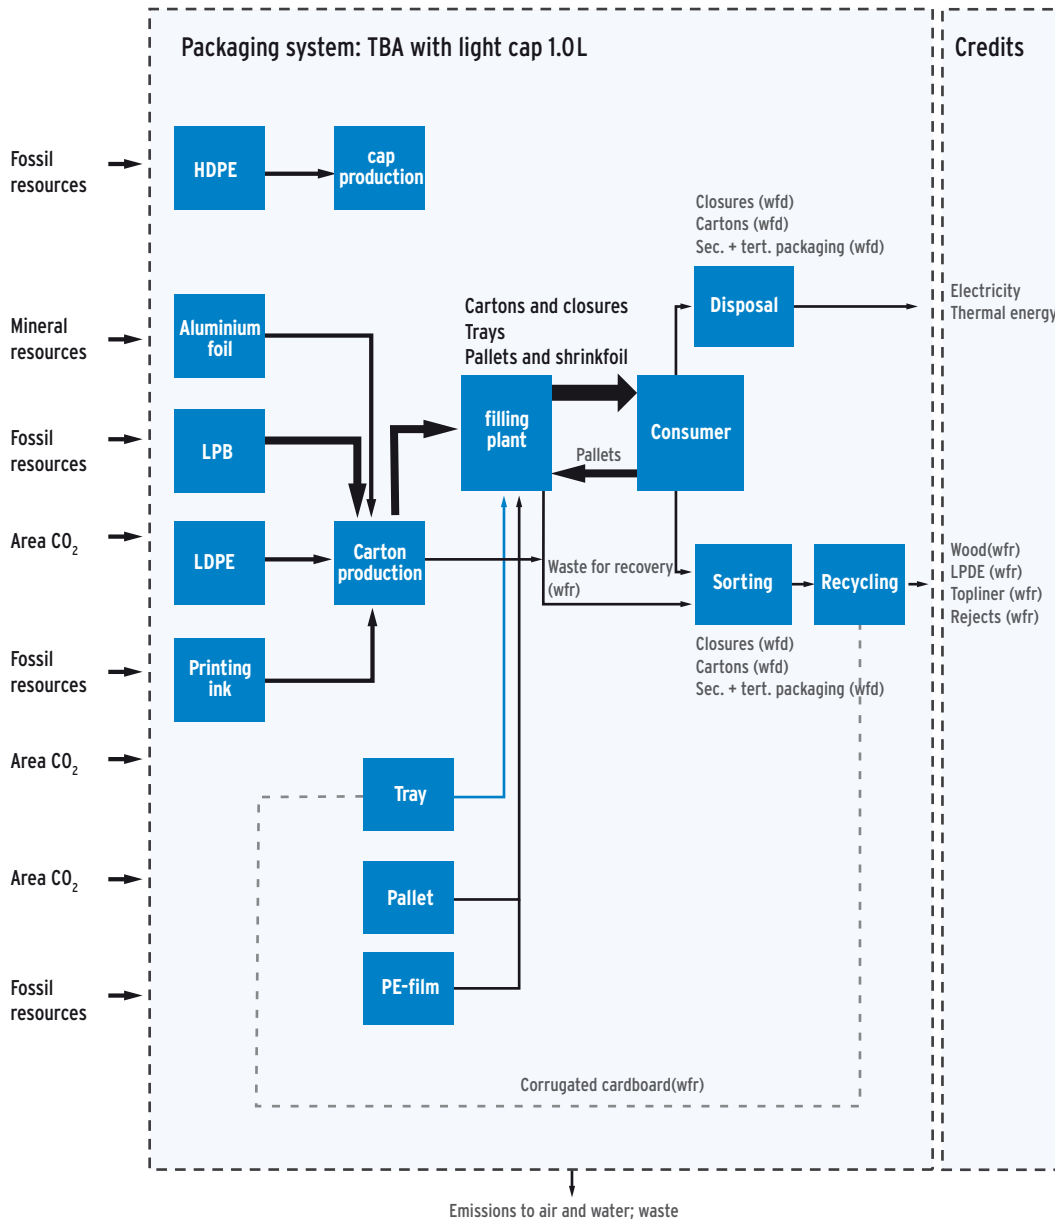 Packaging system: TBA with light cap 1.0L
Credits
Fossil
resources
HDPE
cap
production
Closures (wfd)
Cartons (wfd)
Sec. + tert. packaging (wfd)
Mineral
resources
Aluminium
foil
Cartons and closures
Trays
Pallets and shrinkfoil
Disposal
Electricity
Thermal energy
Fossil
resources
LPB
filling
plant
Pallets
Consumer
Area CO₂
LDPE
Carton
production
Waste for recovery
(wfr)
Sorting
Recycling
Wood(wfr)
LPDE (wfr)
Topliner (wfr)
Rejects (wfr)
Closures (wfd)
Cartons (wfd)
Sec. + tert. packaging (wfd)
Fossil
resources
Printing
ink
Area CO₂
Tray
Area CO₂
Pallet
Fossil
resources
PE-film
Corrugated cardboard(wfr)
Emissions to air and water; waste